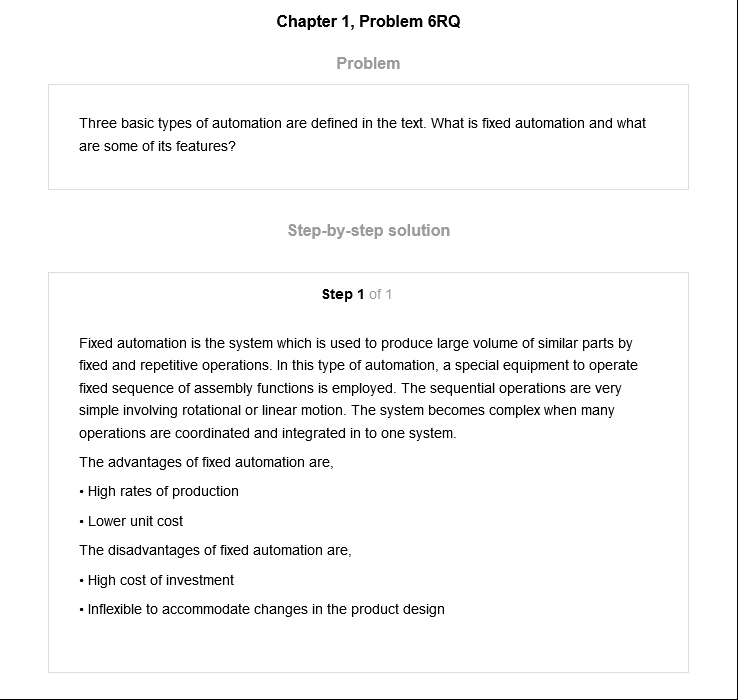 Chapter 1, Problem 6RQ
Problem
Three basic types of automation are defined in the text. What is fixed automation and what
are some of its features?
Step-by-step solution
Step 1 of 1
Fixed automation is the system which is used to produce large volume of similar parts by
fixed and repetitive operations. In this type of automation, a special equipment to operate
fixed sequence of assembly functions is employed. The sequential operations are very
simple involving rotational or linear motion. The system becomes complex when many
operations are coordinated and integrated in to one system.
The advantages of fixed automation are,
• High rates of production
• Lower unit cost
The disadvantages of fixed automation are,
• High cost of investment
• Inflexible to accommodate changes in the product design